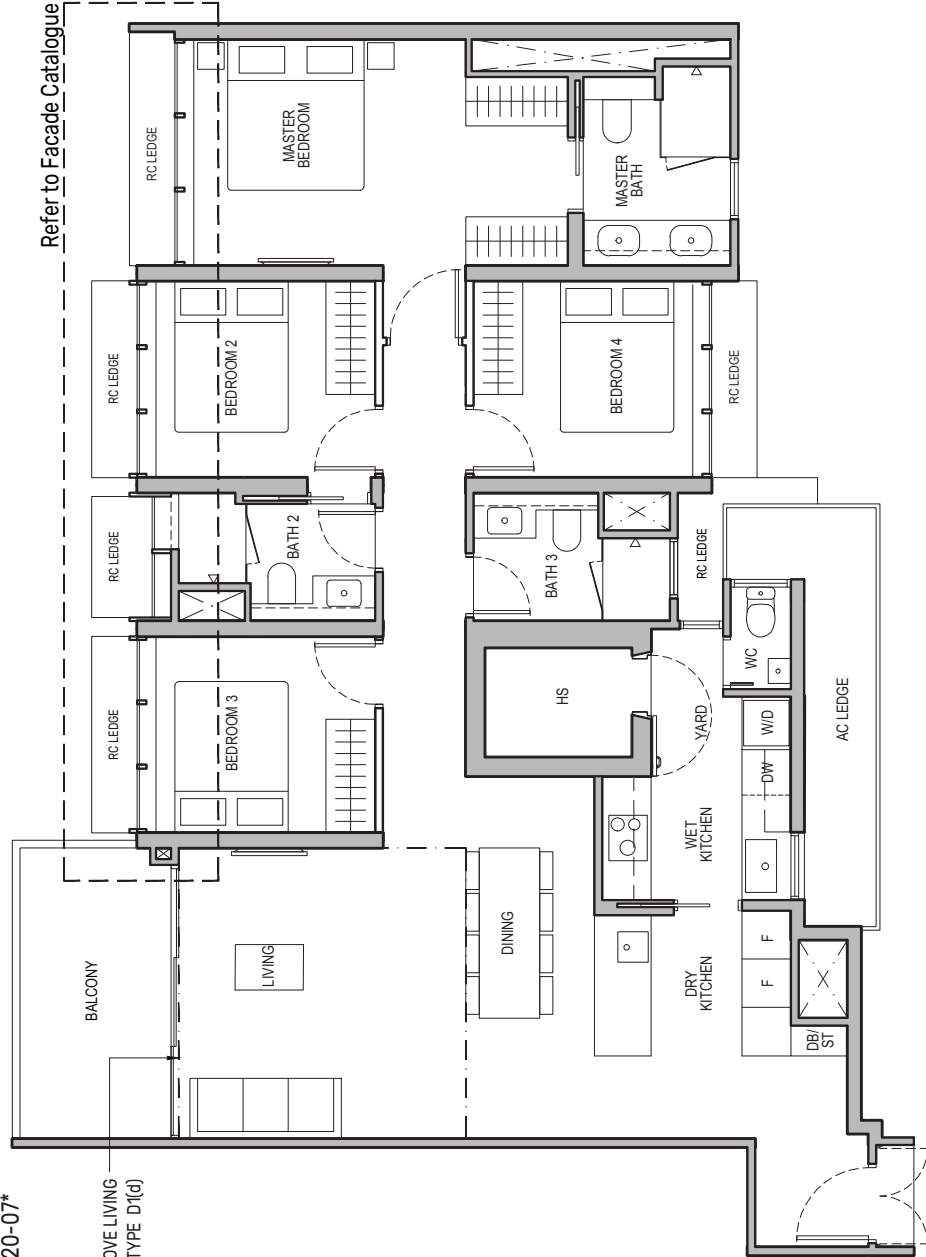 20-07*
OVE LIVING
TYPE D1(d)
Refer to Facade Catalogue
BALCONY
RC LEDGE
RC LEDGE
RC LEDGE
RC LEDGE
LIVING
BEDROOM 3
BATH 2
BEDROOM 2
MASTER
BEDROOM
DINING
HS
BATH 3
BEDROOM 4
MASTER
BATH
DRY
KITCHEN
WET
KITCHEN
YARD
WC
RC LEDGE
RC LEDGE
F
F
DW
W/D
DB/
ST
AC LEDGE